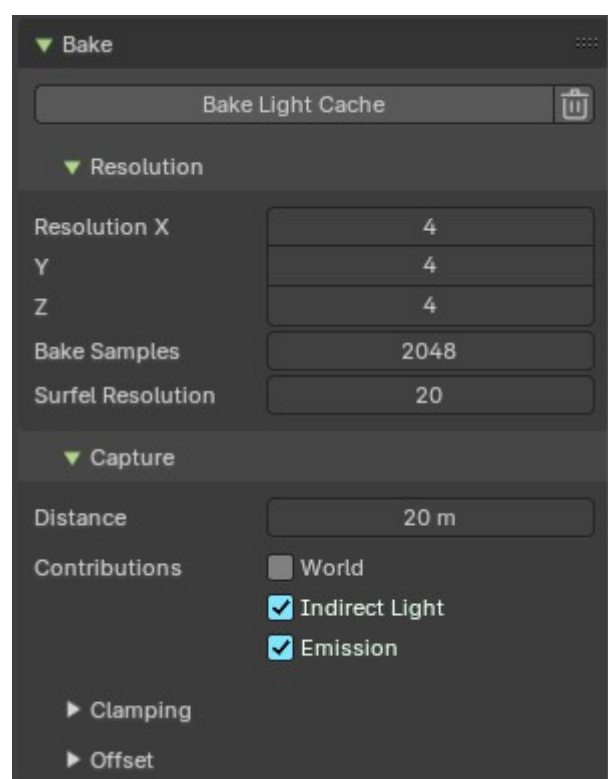 Bake
Bake Light Cache
Resolution
Resolution X 4
Y 4
Z 4
Bake Samples 2048
Surfel Resolution 20
Capture
Distance 20 m
Contributions World
Indirect Light
Emission
Clamping
Offset